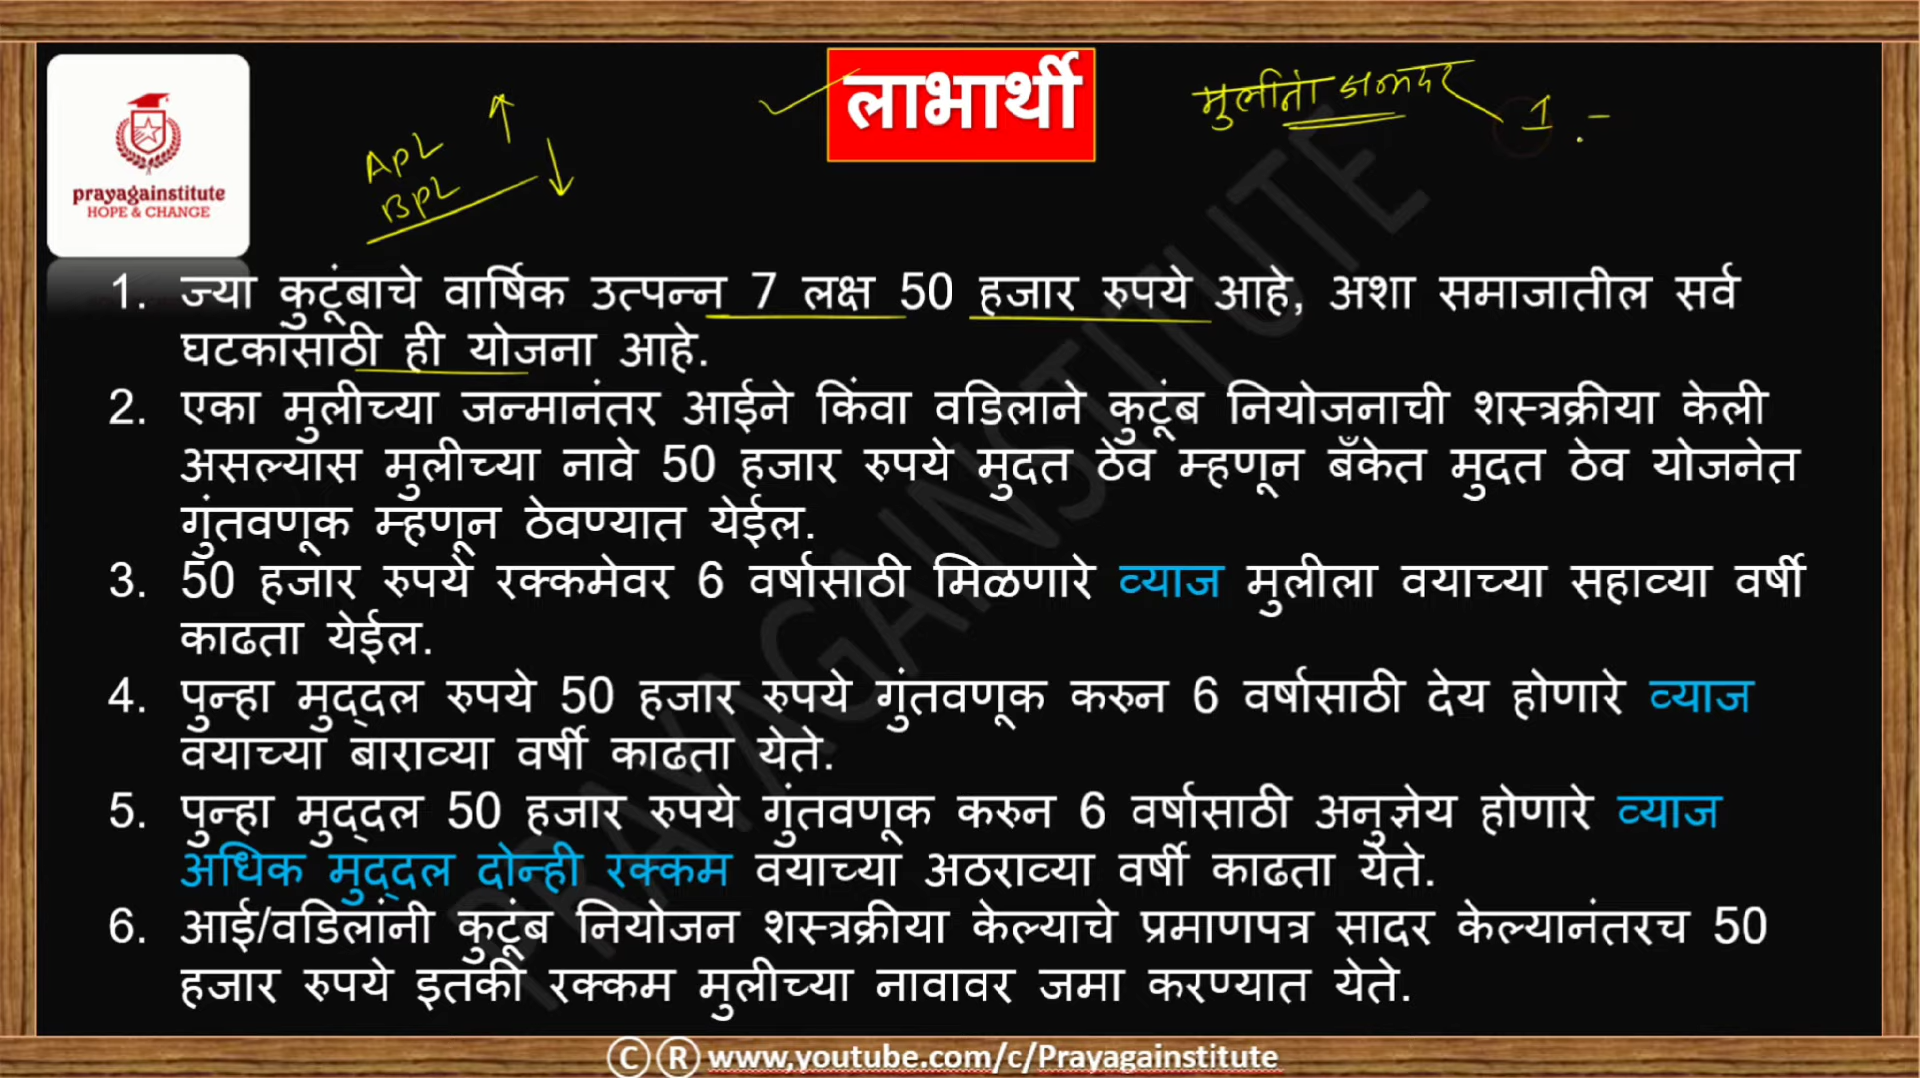 prayagainstitute
HOPE & CHANGE
APL
BPL
लाभार्थी
मुलींचा जन्मदर 1 .-
1. ज्या कुटूंबाचे वार्षिक उत्पन्न 7 लक्ष 50 हजार रुपये आहे, अशा समाजातील सर्व
घटकांसाठी ही योजना आहे.
2. एका मुलीच्या जन्मानंतर आईने किंवा वडिलाने कुटूंब नियोजनाची शस्त्रक्रीया केली
असल्यास मुलीच्या नावे 50 हजार रुपये मुदत ठेव म्हणून बँकेत मुदत ठेव योजनेत
गुंतवणूक म्हणून ठेवण्यात येईल.
3. 50 हजार रुपये रक्कमेवर 6 वर्षासाठी मिळणारे व्याज मुलीला वयाच्या सहाव्या वर्षी
काढता येईल.
4. पुन्हा मुद्दल रुपये 50 हजार रुपये गुंतवणूक करुन 6 वर्षासाठी देय होणारे व्याज
वयाच्या बाराव्या वर्षी काढता येते.
5. पुन्हा मुद्दल 50 हजार रुपये गुंतवणूक करुन 6 वर्षासाठी अनुज्ञेय होणारे व्याज
अधिक मुद्दल दोन्ही रक्कम वयाच्या अठराव्या वर्षी काढता येते.
6. आई/वडिलांनी कुटूंब नियोजन शस्त्रक्रीया केल्याचे प्रमाणपत्र सादर केल्यानंतरच 50
हजार रुपये इतकी रक्कम मुलीच्या नावावर जमा करण्यात येते.
PRAYAGAINSTITUTE
Ⓒ Ⓡ www.youtube.com/c/Prayagainstitute